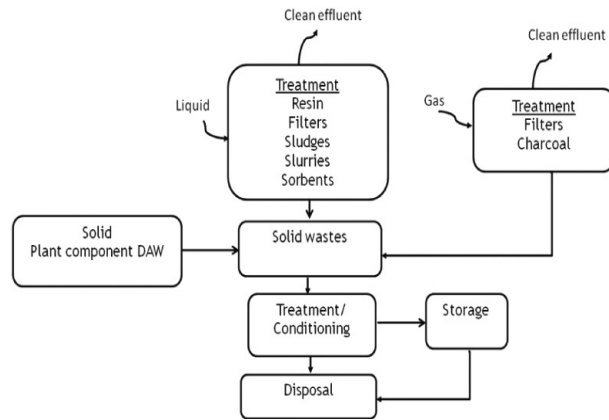 Clean effluent
Clean effluent
Liquid
Treatment
Resin
Filters
Sludges
Slurries
Sorbents
Gas
Treatment
Filters
Charcoal
Solid
Plant component DAW
Solid wastes
Treatment/
Conditioning
Storage
Disposal